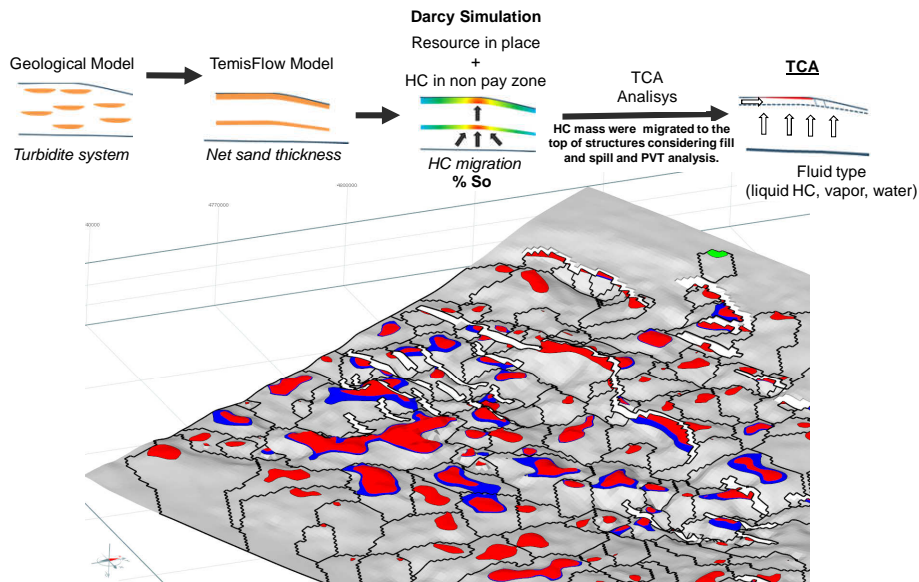 Darcy Simulation
Geological Model
TemisFlow Model
Resource in place
+
HC in non pay zone
TCA
Analisys
TCA
Turbidite system
Net sand thickness
HC migration
% So
HC mass were migrated to the
top of structures considering fill
and spill and PVT analysis.
Fluid type
(liquid HC, vapor, water)
40000
4770000
4800000